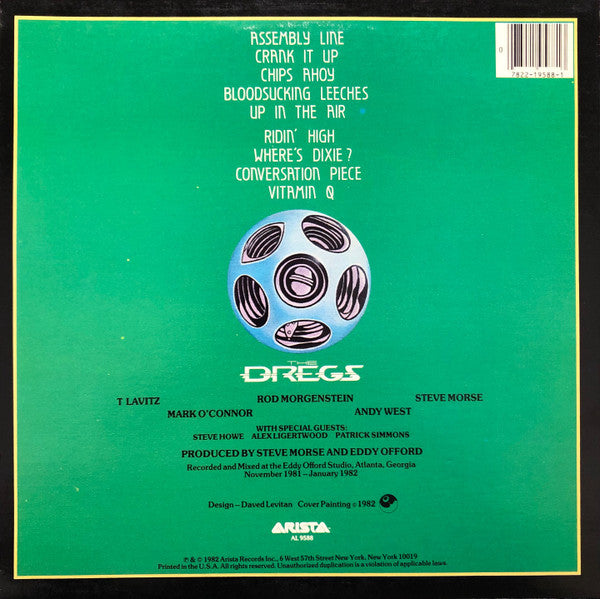 ASSEMBLY LINE
CRANK IT UP
CHIPS AHOY
BLOODSUCKING LEECHES
UP IN THE AIR
RIDIN' HIGH
WHERE'S DIXIE?
CONVERSATION PIECE
VITAMIN Q
0
7822-19588-1
THE
DREGS
T LAVITZ ROD MORGENSTEIN STEVE MORSE
MARK O'CONNOR ANDY WEST
WITH SPECIAL GUESTS:
STEVE HOWE ALEX LIGERTWOOD PATRICK SIMMONS
PRODUCED BY STEVE MORSE AND EDDY OFFORD
Recorded and Mixed at the Eddy Offord Studio, Atlanta, Georgia
November 1981 – January 1982
Design – Daved Levitan Cover Painting © 1982
ARISTA
AL 9588
℗ & © 1982 Arista Records Inc., 6 West 57th Street New York, New York 10019
Printed in the U.S.A. All rights reserved. Unauthorized duplication is a violation of applicable laws.